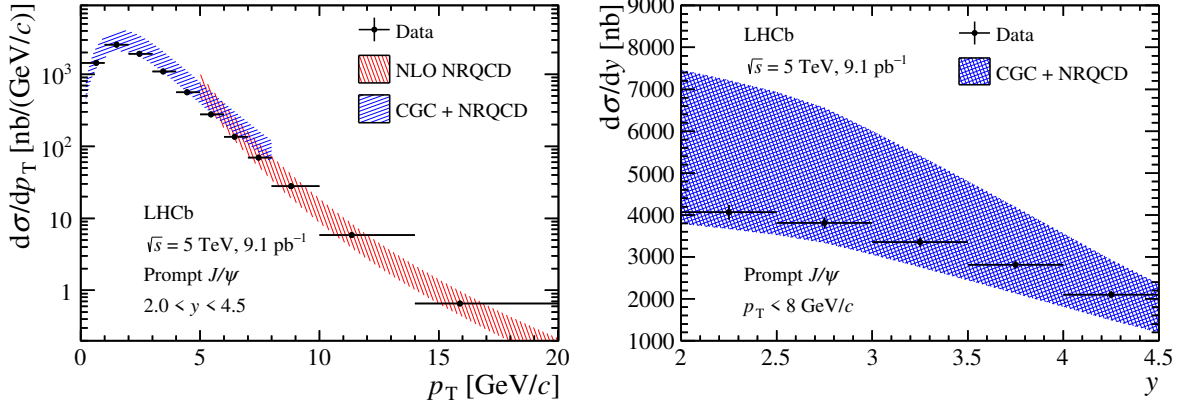 dσ/dp_T [nb/(GeV/c)]
10³
10²
10
1
Data
NLO NRQCD
CGC + NRQCD
LHCb
√s = 5 TeV, 9.1 pb⁻¹
Prompt J/ψ
2.0 < y < 4.5
0 5 10 15 20
p_T [GeV/c]
dσ/dy [nb]
9000
8000
7000
6000
5000
4000
3000
2000
1000
LHCb
√s = 5 TeV, 9.1 pb⁻¹
Data
CGC + NRQCD
Prompt J/ψ
p_T < 8 GeV/c
2 2.5 3 3.5 4 4.5
y